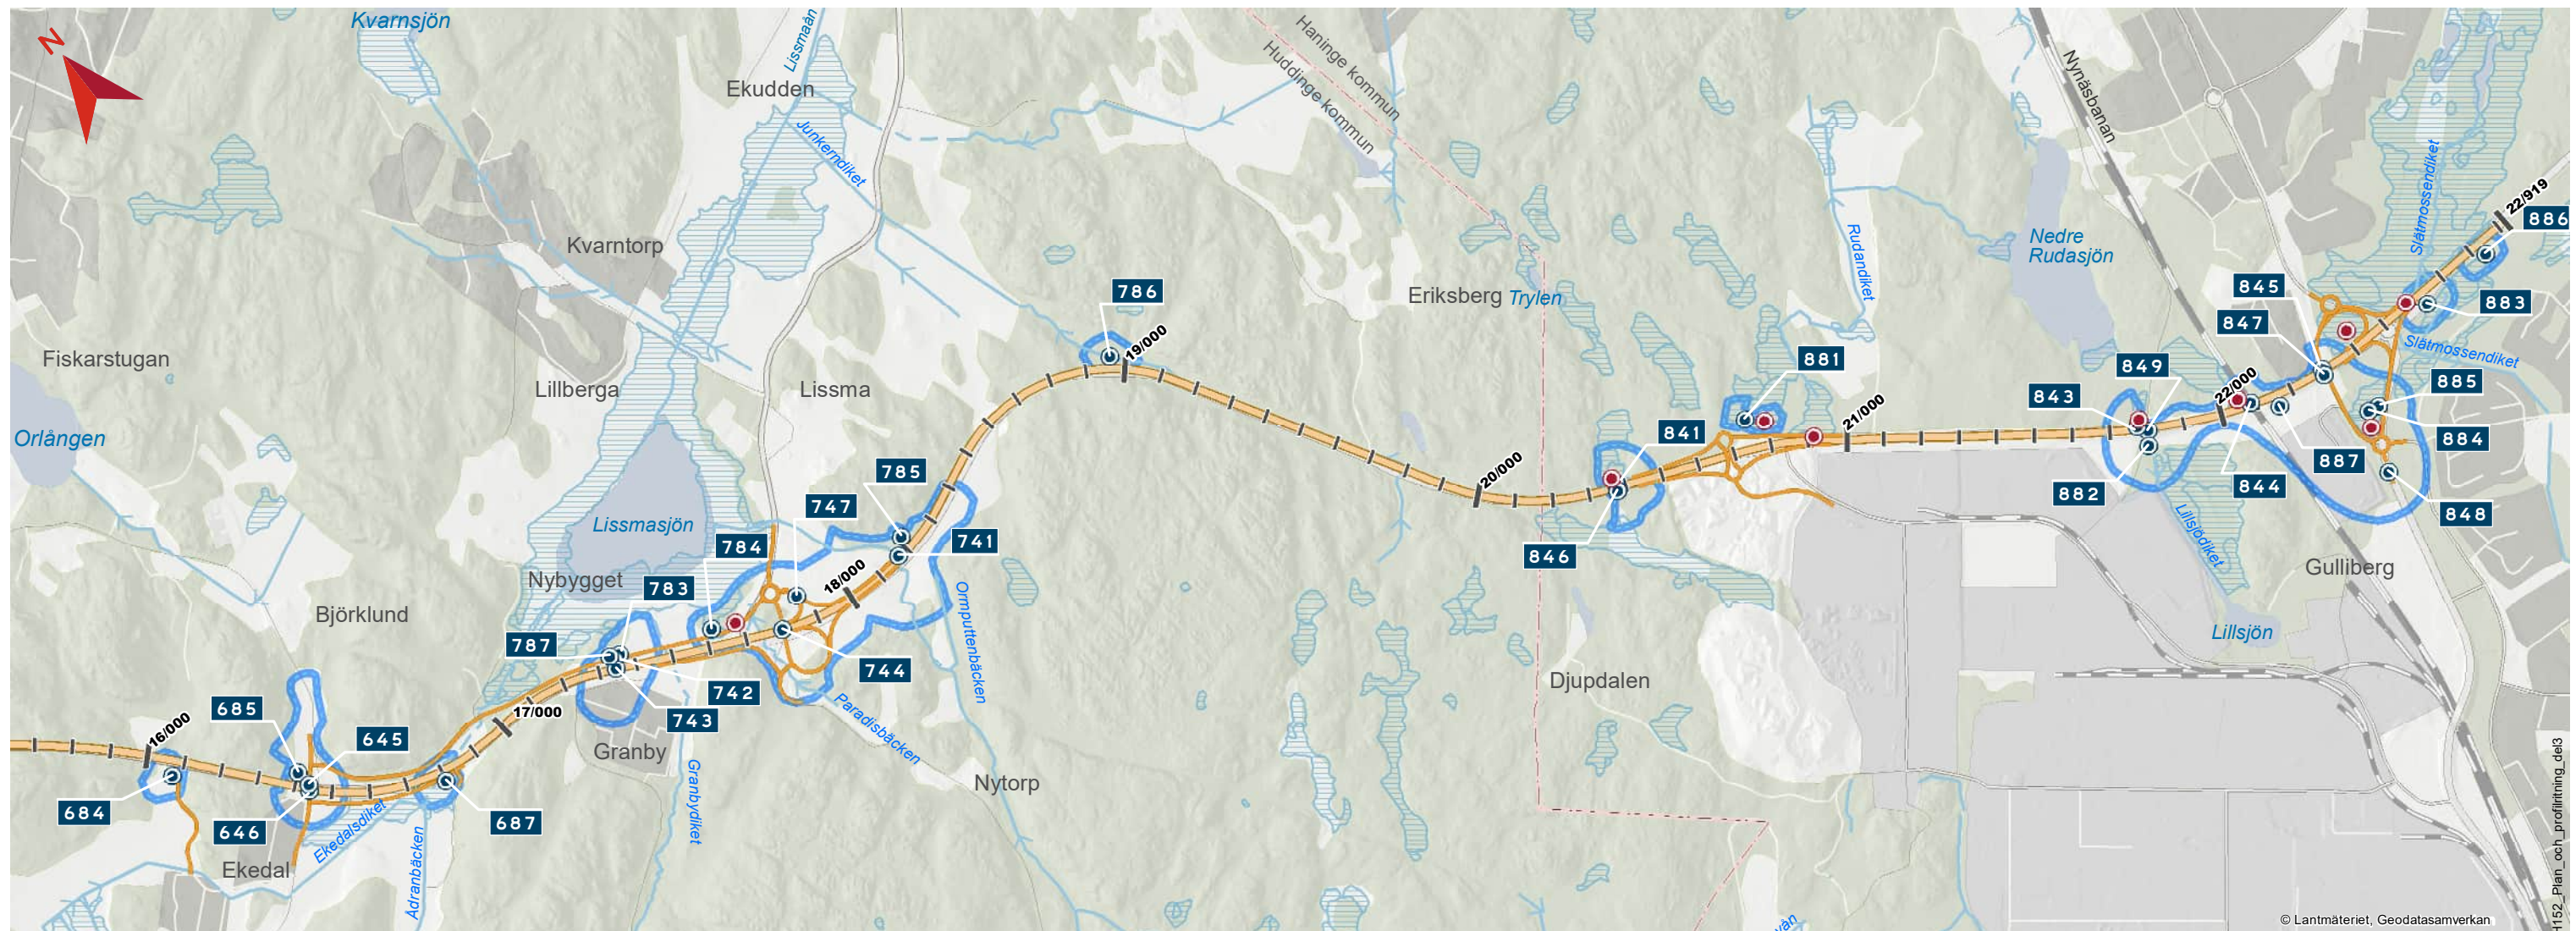 Kvarnsjön
N
Lissmaån
Ekudden
Junkerndiket
Haninge kommun
Huddinge kommun
Nynäsbanan
Slätmossendiket
22/919
886
Kvarntorp
Rudandiket
Nedre
Rudasjön
845
847
883
Slätmossendiket
786
19/000
Eriksberg
Trylen
Fiskarstugan
Lillberga
Lissma
881
849
843
22/000
885
884
21/000
Orlången
841
887
785
20/000
882
844
848
747
Lissmasjön
784
741
846
Lillsjödiket
Gulliberg
Nybygget
783
18/000
Ormputtenbäcken
Björklund
787
744
Lillsjön
742
743
Djupdalen
685
17/000
Paradisbäcken
16/000
645
Granby
Granbydiket
Nytorp
684
646
687
Ekedalsdiket
Adranbäcken
Ekedal
© Lantmäteriet, Geodatasamverkan
H152_Plan_och_profilritning_del3